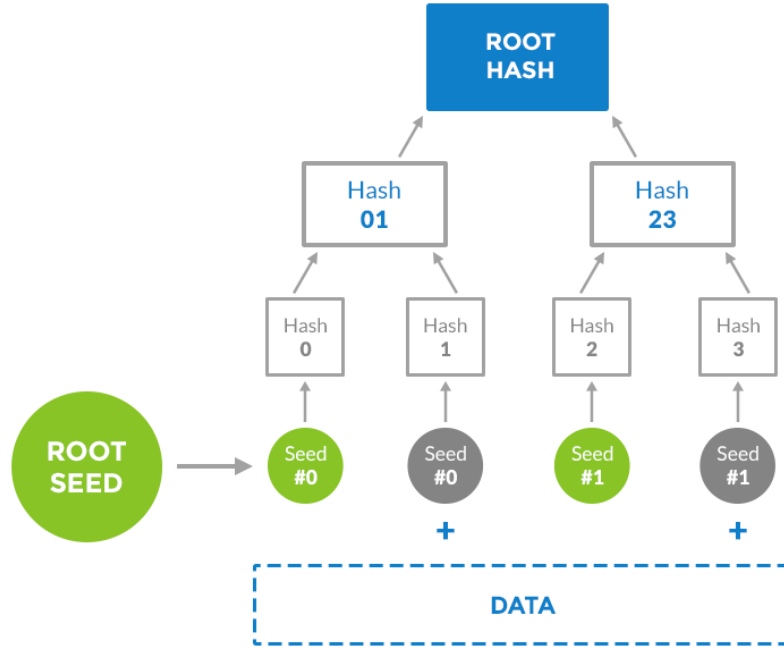 ROOT
HASH
Hash
01
Hash
23
Hash
0
Hash
1
Hash
2
Hash
3
ROOT
SEED
Seed
#0
Seed
#0
Seed
#1
Seed
#1
+
+
DATA